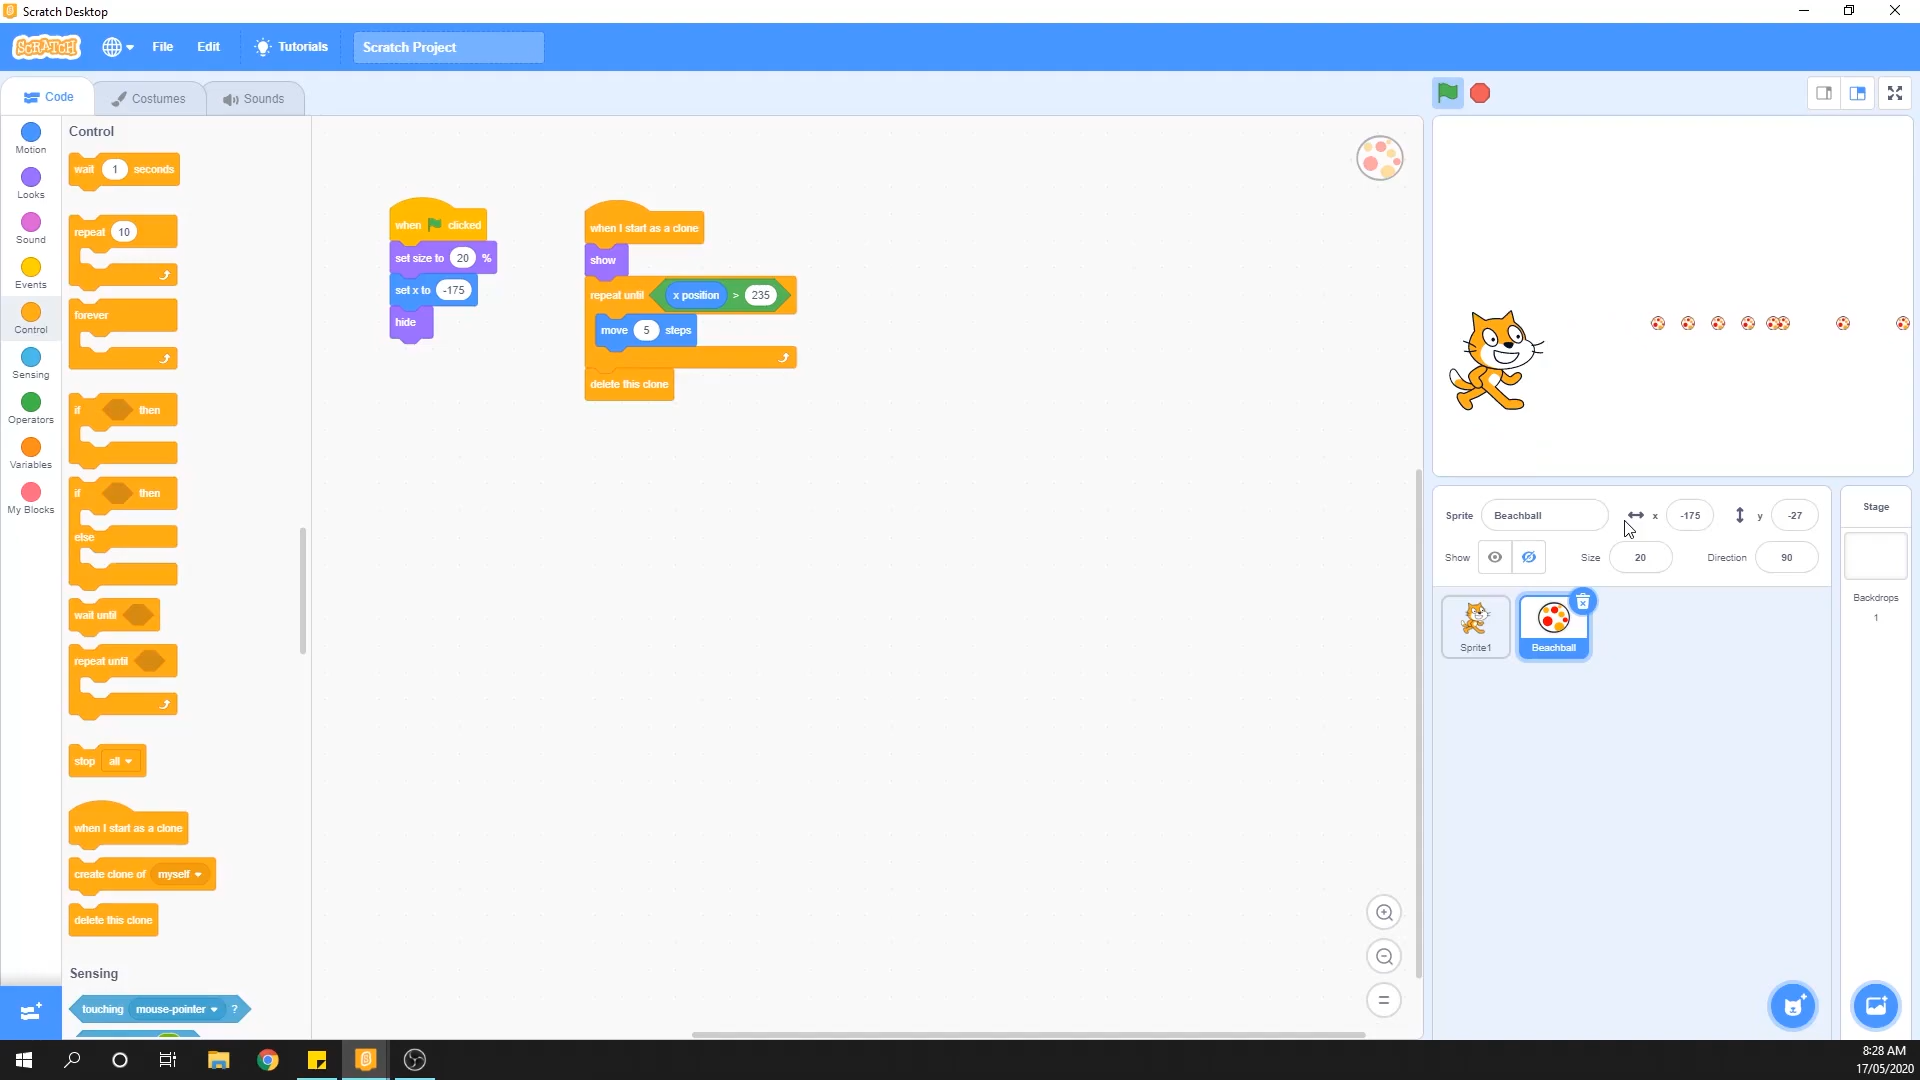 Scratch Desktop
SCRATCH File Edit Tutorials Scratch Project
Code Costumes Sounds
Motion
Looks
Sound
Events
Control
Sensing
Operators
Variables
My Blocks
Control
wait 1 seconds
repeat 10
forever
if then
if then
else
wait until
repeat until
stop all
when I start as a clone
create clone of myself
delete this clone
Sensing
touching mouse-pointer ?
when clicked
set size to 20 %
set x to -175
hide
when I start as a clone
show
repeat until x position > 235
move 5 steps
delete this clone
Sprite Beachball x -175 y -27
Show Size 20 Direction 90
Sprite1
Beachball
Stage
Backdrops
1
8:28 AM
17/05/2020